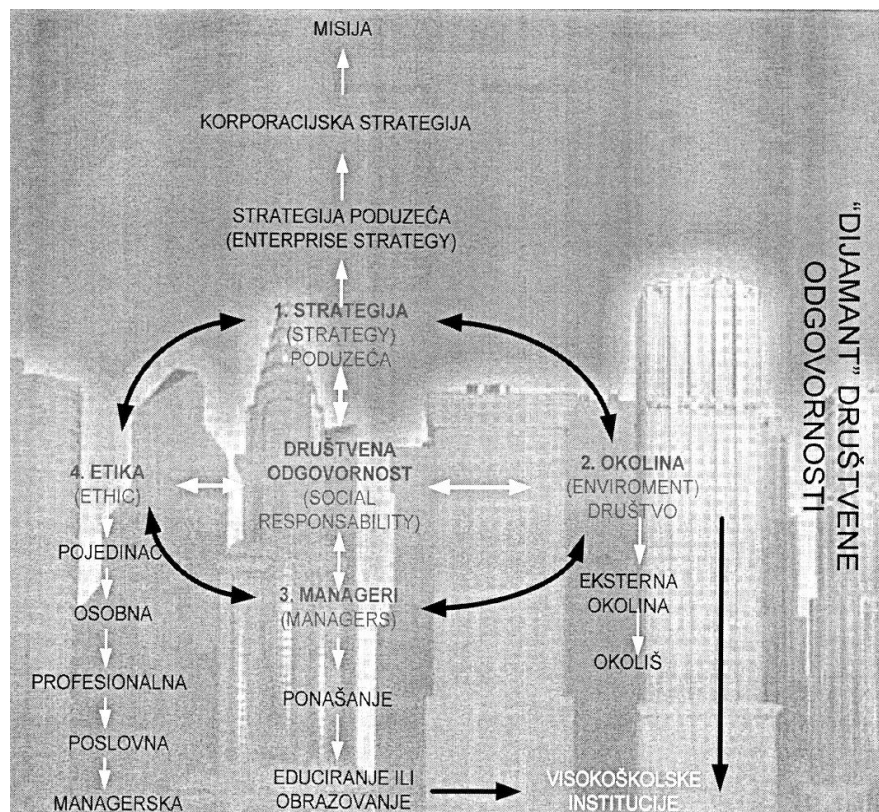 MISIJA
KORPORACIJSKA STRATEGIJA
STRATEGIJA PODUZEĆA
(ENTERPRISE STRATEGY)
1. STRATEGIJA
(STRATEGY)
PODUZEĆA
"DIJAMANT" DRUŠTVENE
ODGOVORNOSTI
4. ETIKA
(ETHIC)
DRUŠTVENA
ODGOVORNOST
(SOCIAL
RESPONSABILITY)
2. OKOLINA
(ENVIROMENT)
DRUŠTVO
POJEDINAC
OSOBNA
PROFESIONALNA
POSLOVNA
MANAGERSKA
3. MANAGERI
(MANAGERS)
PONAŠANJE
EDUCIRANJE ILI
OBRAZOVANJE
EKSTERNA
OKOLINA
OKOLIŠ
VISOKOŠKOLSKE
INSTITUCIJE